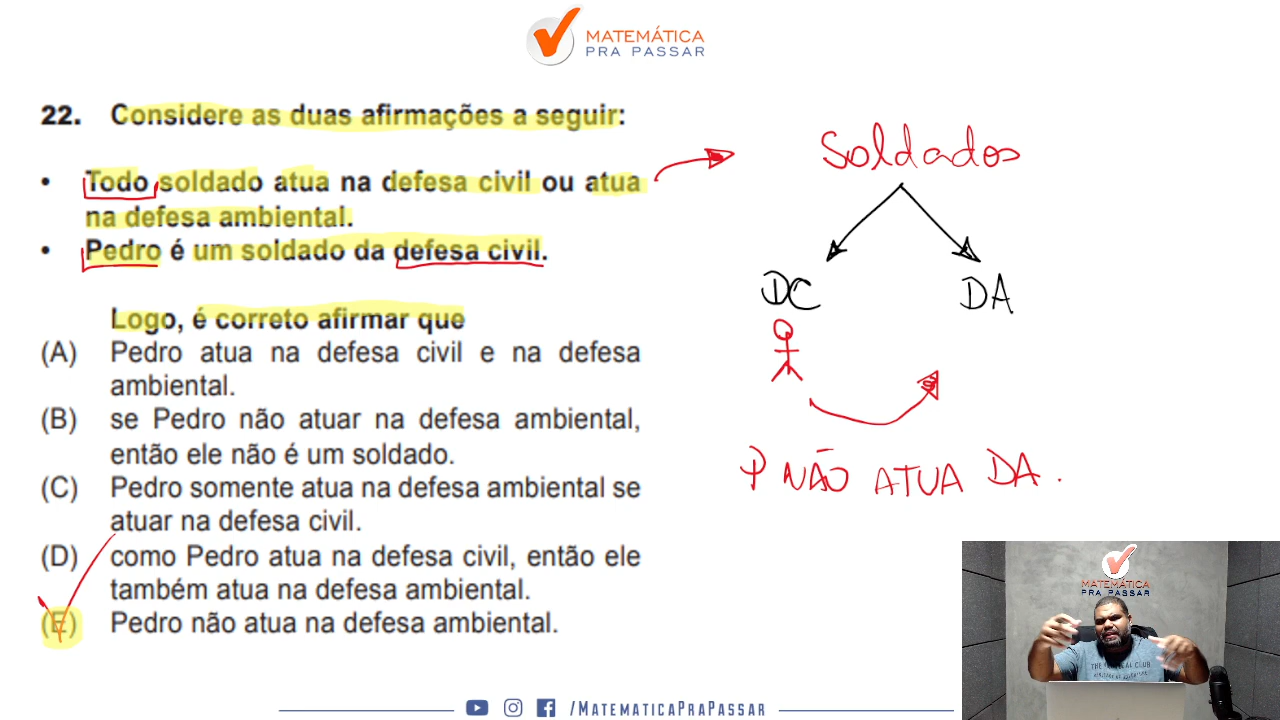 MATEMÁTICA
PRA PASSAR
22. Considere as duas afirmações a seguir:
• Todo soldado atua na defesa civil ou atua
na defesa ambiental.
• Pedro é um soldado da defesa civil.
Logo, é correto afirmar que
(A) Pedro atua na defesa civil e na defesa
ambiental.
(B) se Pedro não atuar na defesa ambiental,
então ele não é um soldado.
(C) Pedro somente atua na defesa ambiental se
atuar na defesa civil.
(D) como Pedro atua na defesa civil, então ele
também atua na defesa ambiental.
(E) Pedro não atua na defesa ambiental.
Soldados
DC DA
P NÃO ATUA DA.
MATEMÁTICA
PRA PASSAR
/MATEMATICAPRAPASSAR